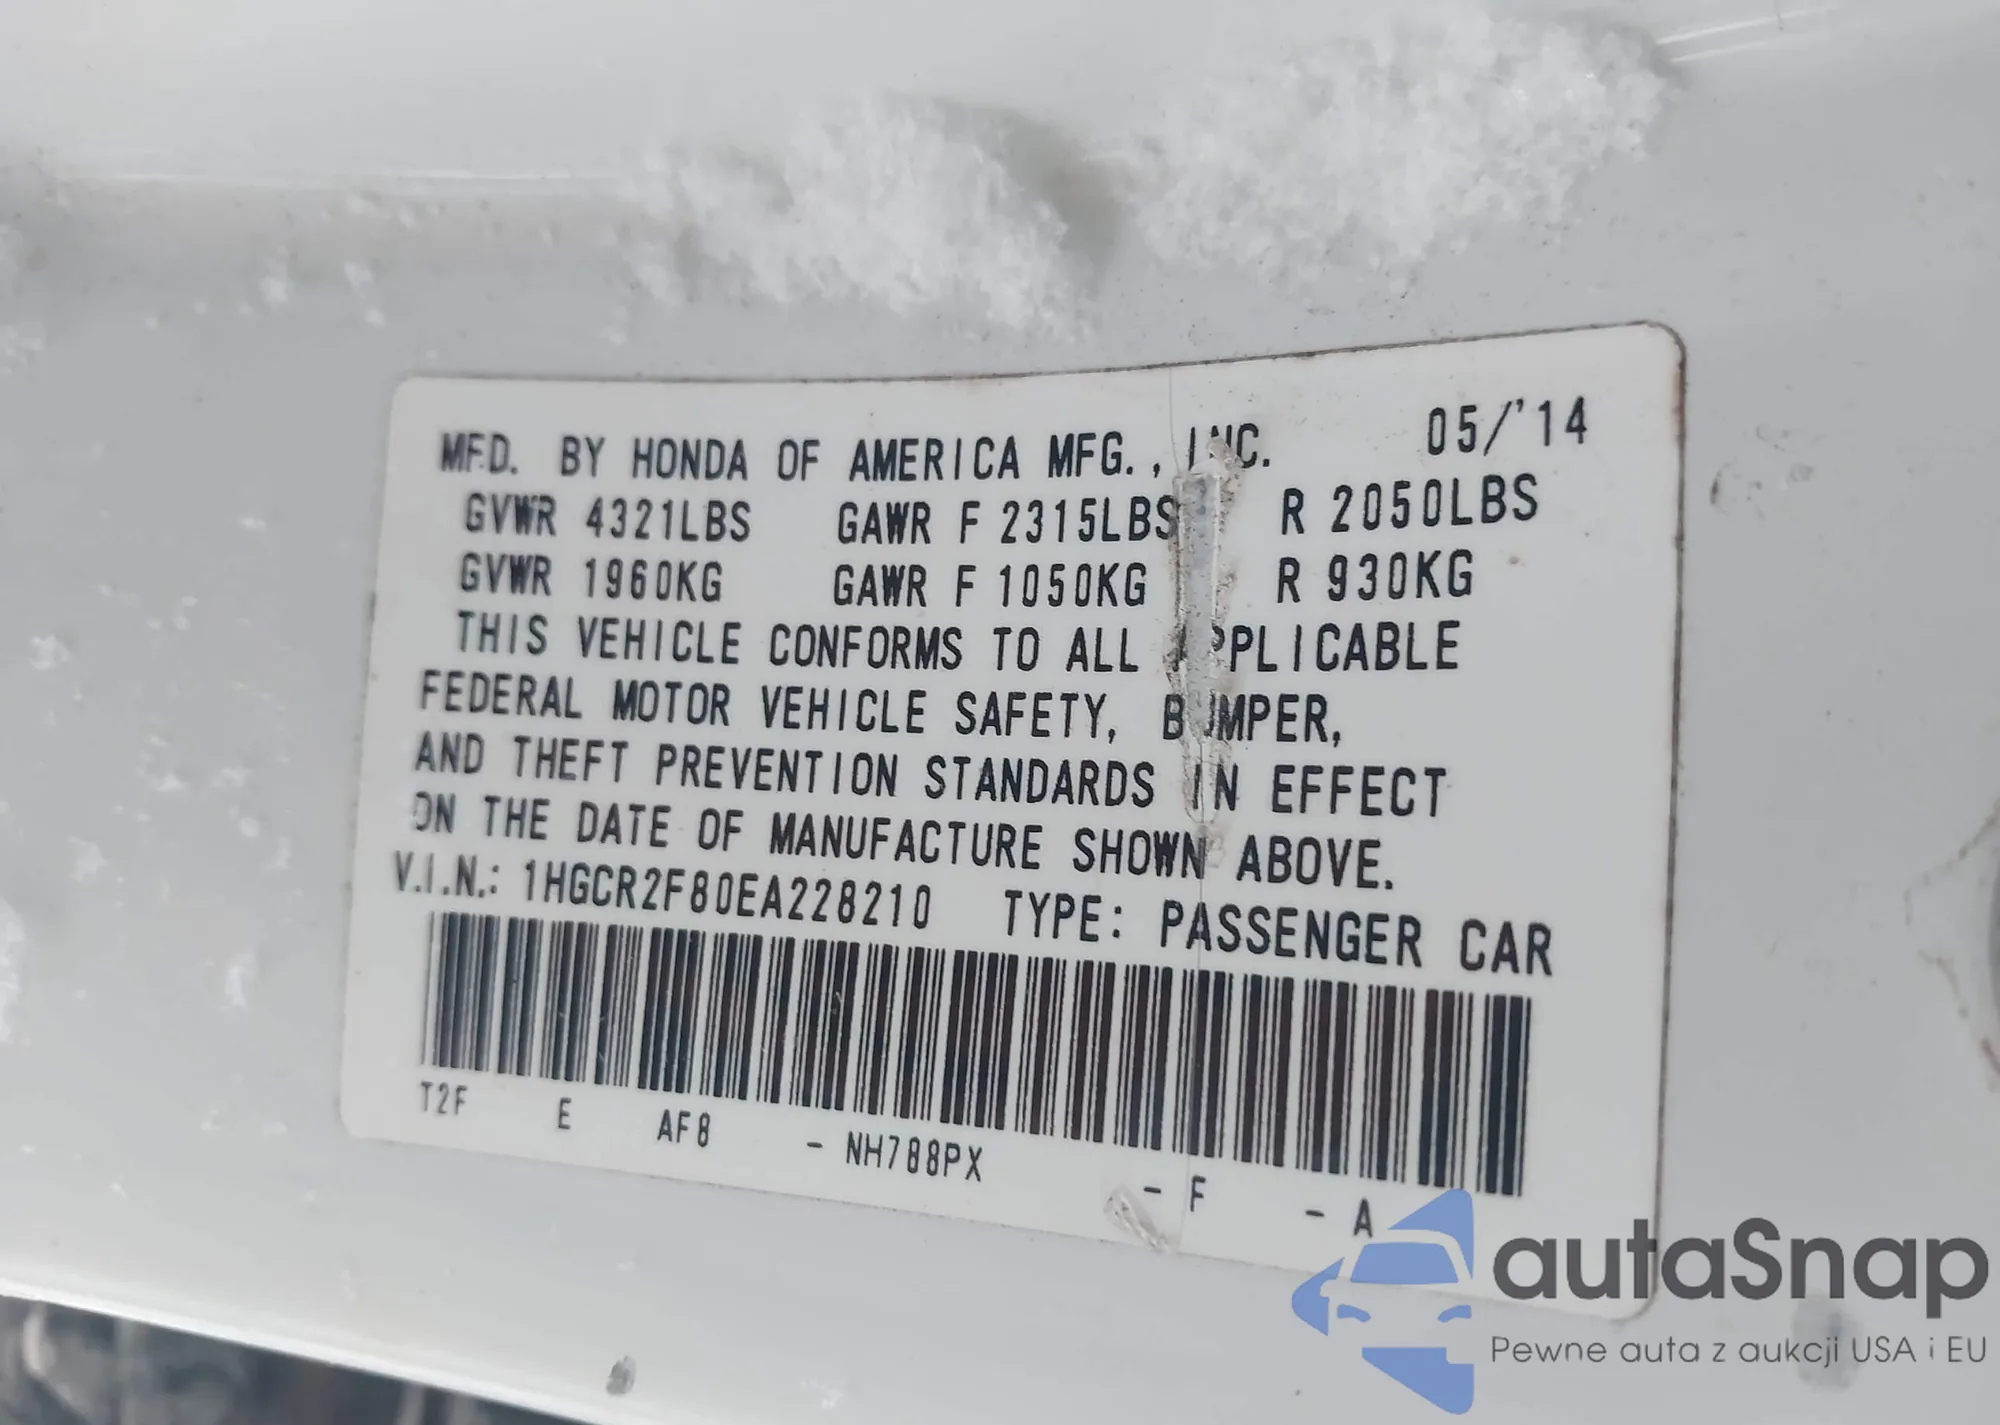 MFD. BY HONDA OF AMERICA MFG., INC. 05/'14
GVWR 4321LBS GAWR F 2315LBS R 2050LBS
GVWR 1960KG GAWR F 1050KG R 930KG
THIS VEHICLE CONFORMS TO ALL APPLICABLE
FEDERAL MOTOR VEHICLE SAFETY, BUMPER,
AND THEFT PREVENTION STANDARDS IN EFFECT
ON THE DATE OF MANUFACTURE SHOWN ABOVE.
V.I.N.: 1HGCR2F80EA228210 TYPE: PASSENGER CAR
T2F E AF8 - NH788PX - F - A
autaSnap
Pewne auta z aukcji USA i EU